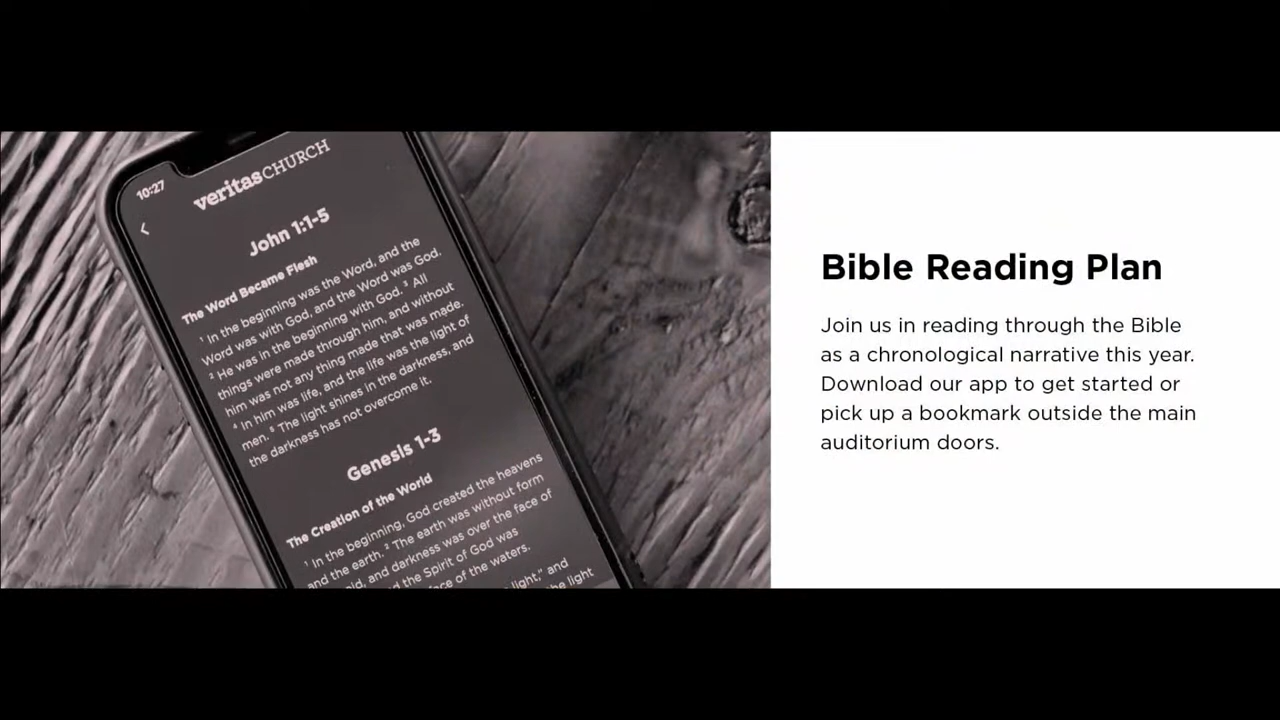 10:27
veritasCHURCH
John 1:1-5
The Word Became Flesh
¹ In the beginning was the Word, and the
Word was with God, and the Word was God.
² He was in the beginning with God. ³ All
things were made through him, and without
him was not any thing made that was made.
⁴ In him was life, and the life was the light of
men. ⁵ The light shines in the darkness, and
the darkness has not overcome it.
Genesis 1-3
The Creation of the World
¹ In the beginning, God created the heavens
and the earth. ² The earth was without form
and darkness was over the face of
the Spirit of God was
face of the waters.
light,” and
the light
Bible Reading Plan
Join us in reading through the Bible
as a chronological narrative this year.
Download our app to get started or
pick up a bookmark outside the main
auditorium doors.